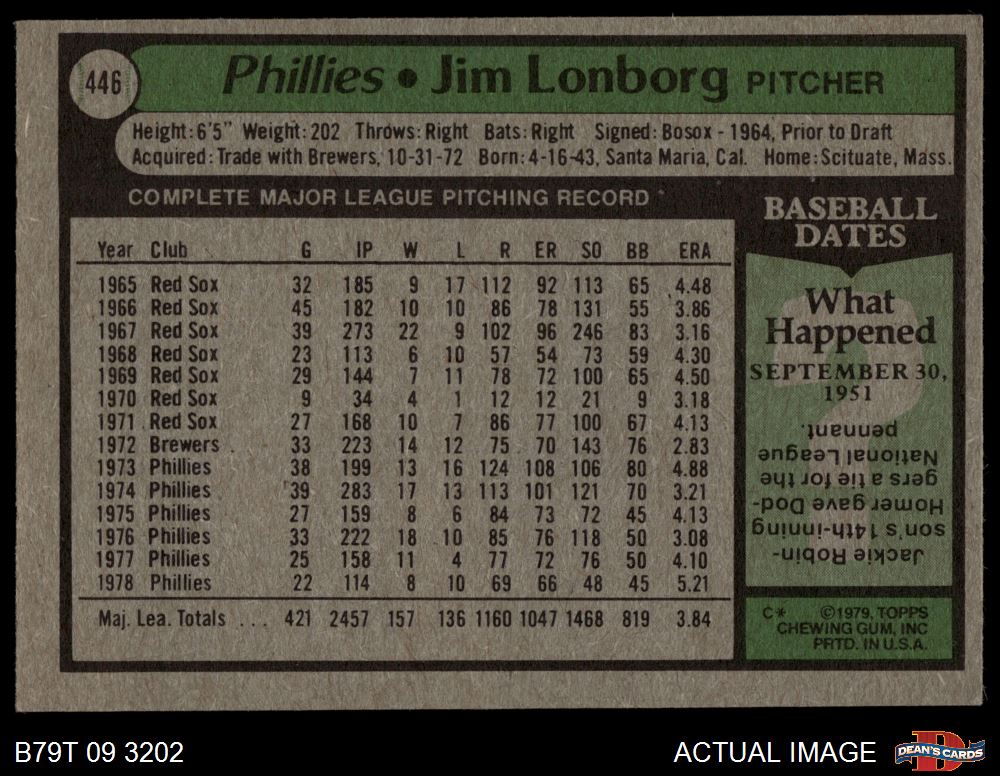 446
Phillies • Jim Lonborg PITCHER
Height: 6'5" Weight: 202 Throws: Right Bats: Right Signed: Bosox - 1964, Prior to Draft
Acquired: Trade with Brewers, 10-31-72 Born: 4-16-43, Santa Maria, Cal. Home: Scituate, Mass.
COMPLETE MAJOR LEAGUE PITCHING RECORD
Year Club G IP W L R ER SO BB ERA
1965 Red Sox 32 185 9 17 112 92 113 65 4.48
1966 Red Sox 45 182 10 10 86 78 131 55 3.86
1967 Red Sox 39 273 22 9 102 96 246 83 3.16
1968 Red Sox 23 113 6 10 57 54 73 59 4.30
1969 Red Sox 29 144 7 11 78 72 100 65 4.50
1970 Red Sox 9 34 4 1 12 12 21 9 3.18
1971 Red Sox 27 168 10 7 86 77 100 67 4.13
1972 Brewers 33 223 14 12 75 70 143 76 2.83
1973 Phillies 38 199 13 16 124 108 106 80 4.88
1974 Phillies 39 283 17 13 113 101 121 70 3.21
1975 Phillies 27 159 8 6 84 73 72 45 4.13
1976 Phillies 33 222 18 10 85 76 118 50 3.08
1977 Phillies 25 158 11 4 77 72 76 50 4.10
1978 Phillies 22 114 8 10 69 66 48 45 5.21
Maj. Lea. Totals ... 421 2457 157 136 1160 1047 1468 819 3.84
BASEBALL
DATES
What
Happened
SEPTEMBER 30,
1951
Jackie Robin-
son's 14th-inning
Homer gave Dod-
gers a tie for the
National League
pennant.
C* ©1979, TOPPS
CHEWING GUM, INC
PRTD. IN U.S.A.
B79T 09 3202
ACTUAL IMAGE
DEAN'S CARDS